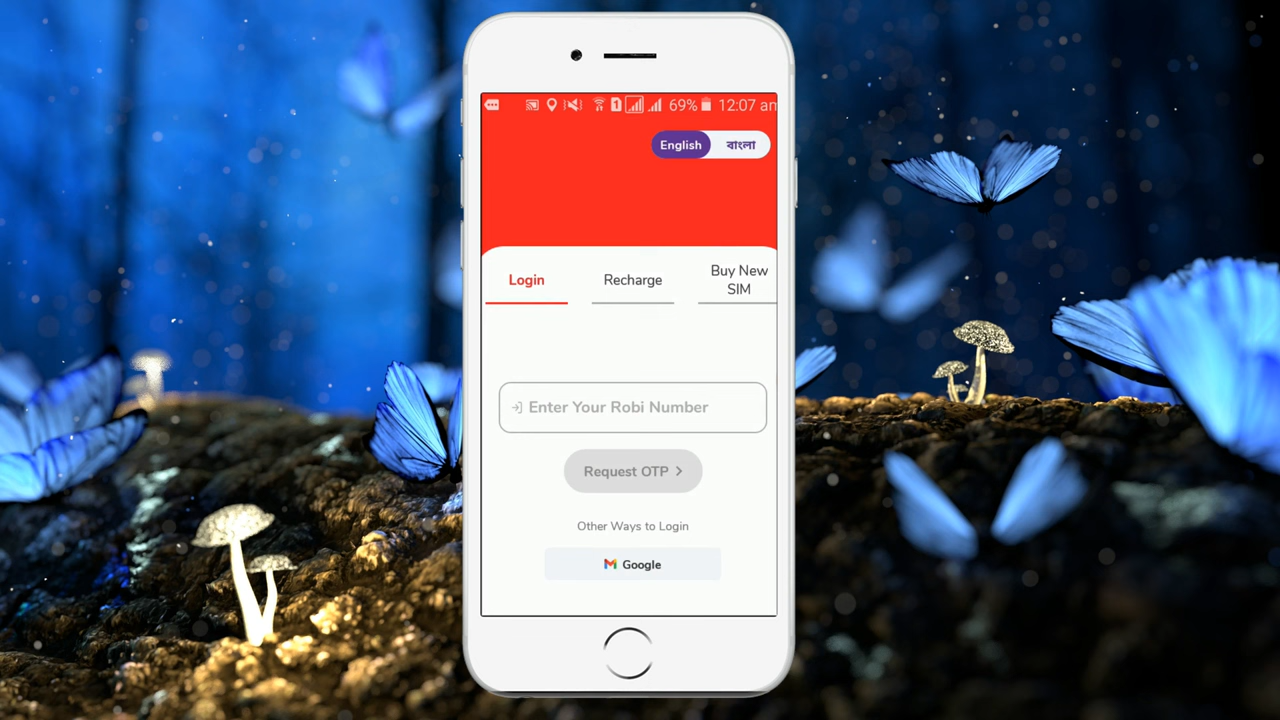 1 69% 12:07 am
English বাংলা
Login Recharge Buy New
SIM
Enter Your Robi Number
Request OTP >
Other Ways to Login
Google